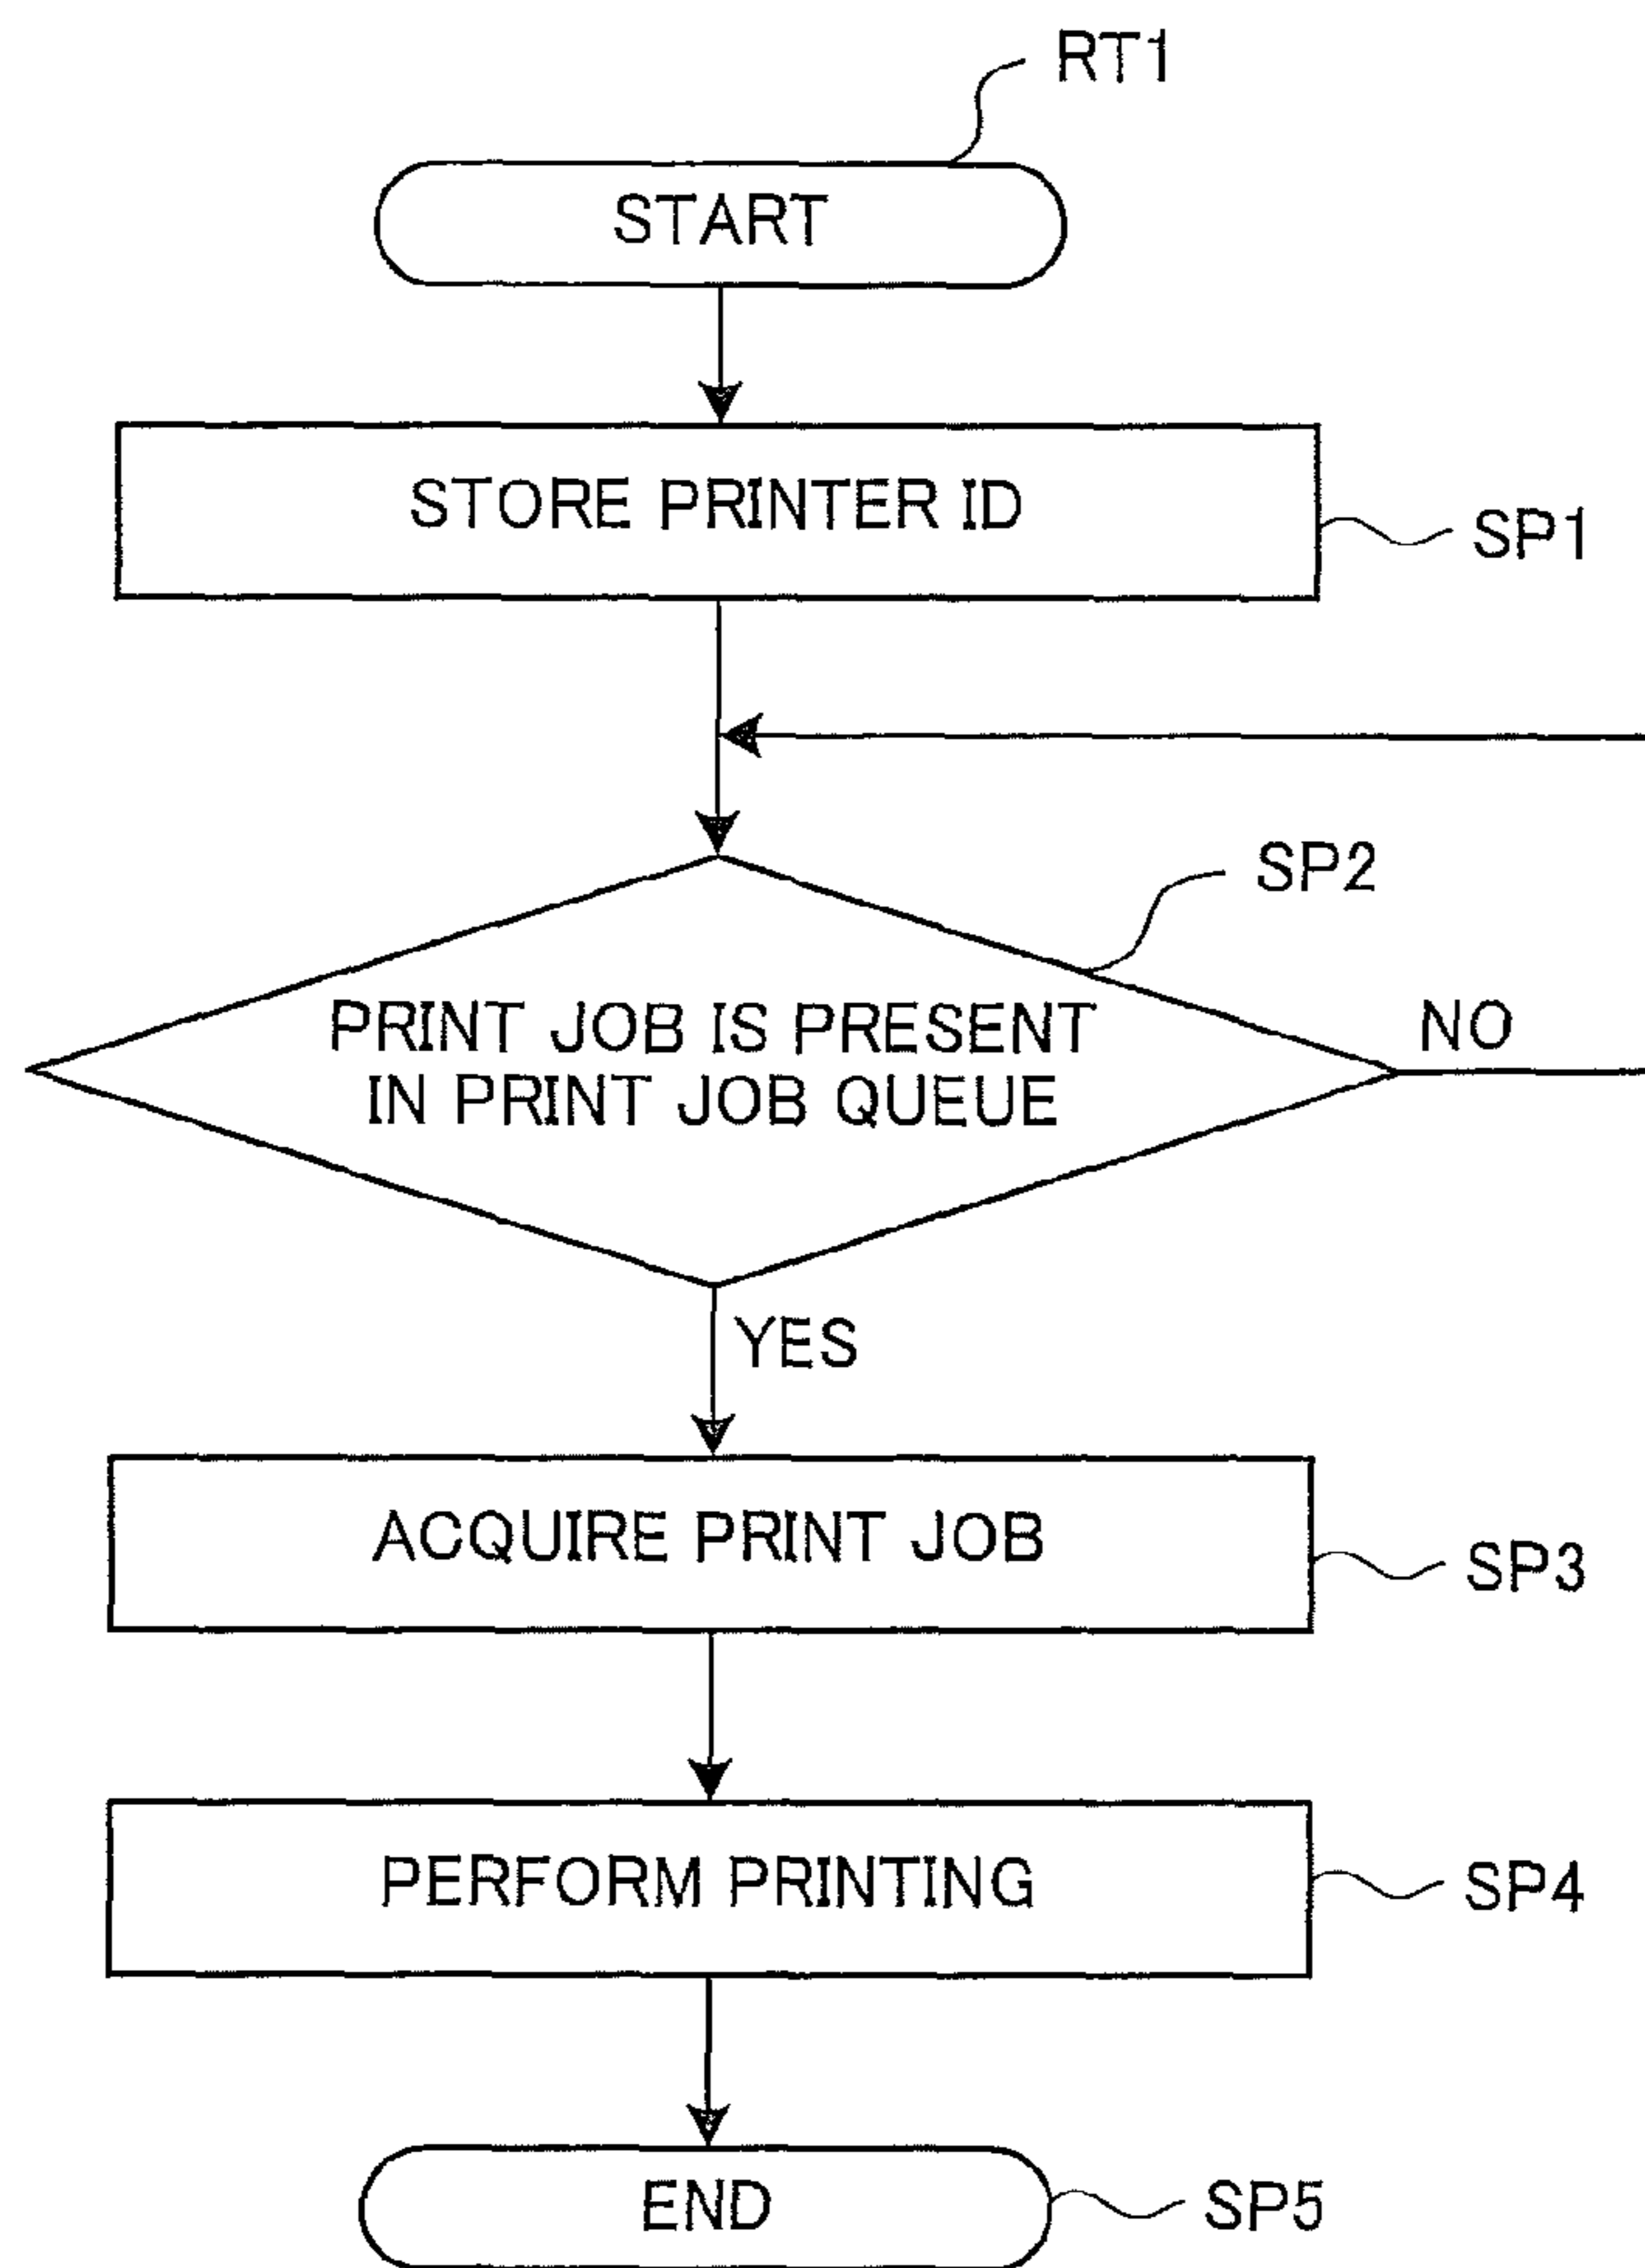 RT1
START
STORE PRINTER ID
SP1
SP2
PRINT JOB IS PRESENT
IN PRINT JOB QUEUE
NO
YES
ACQUIRE PRINT JOB
SP3
PERFORM PRINTING
SP4
END
SP5